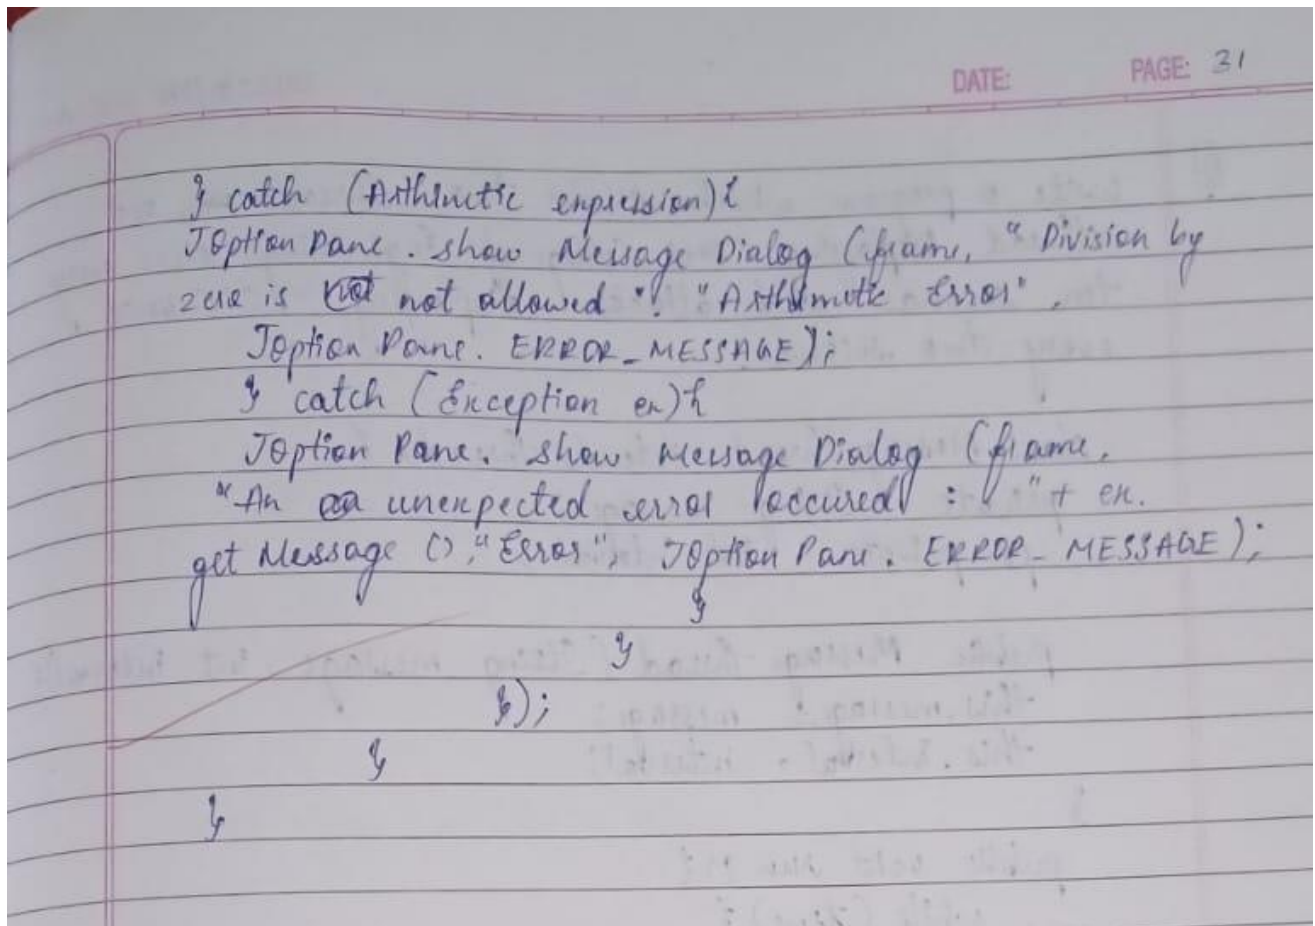 DATE: PAGE: 31
} catch (Arthimetic expression){
JOption Pane. show Message Dialog (frame, "Division by
zero is not allowed". "Arthimetic Error",
JOption Pane. ERROR_MESSAGE);
} catch (Exception ex){
JOption Pane. show Message Dialog (frame,
"An unexpected error occured : " + ex.
get Message (), "Error", JOption Pane. ERROR_MESSAGE);
}
}
});
}
}